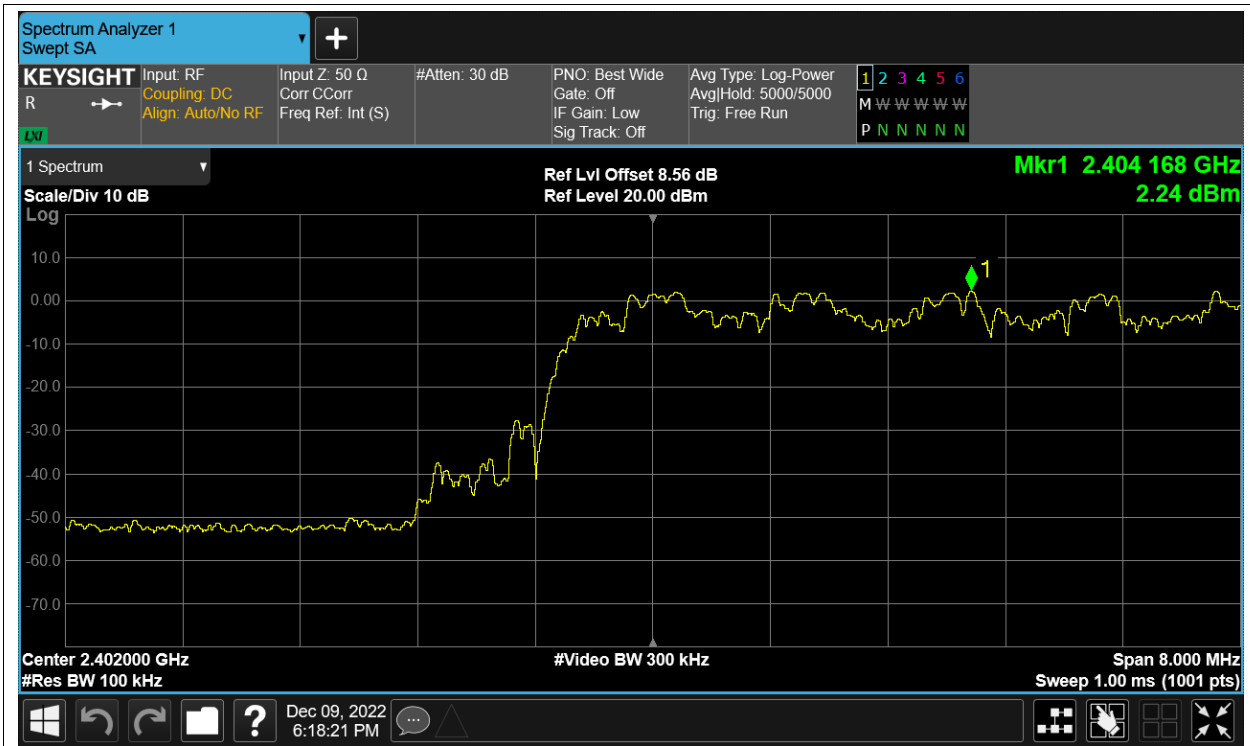 Spectrum Analyzer 1
Swept SA
+
KEYSIGHT
R
LXI
Input: RF
Coupling: DC
Align: Auto/No RF
Input Z: 50 Ω
Corr CCorr
Freq Ref: Int (S)
#Atten: 30 dB
PNO: Best Wide
Gate: Off
IF Gain: Low
Sig Track: Off
Avg Type: Log-Power
Avg|Hold: 5000/5000
Trig: Free Run
1 2 3 4 5 6
M W W W W W
P N N N N N
1 Spectrum
Scale/Div 10 dB
Ref Lvl Offset 8.56 dB
Ref Level 20.00 dBm
Mkr1 2.404 168 GHz
2.24 dBm
Log
10.0
0.00
-10.0
-20.0
-30.0
-40.0
-50.0
-60.0
-70.0
1
Center 2.402000 GHz
#Res BW 100 kHz
#Video BW 300 kHz
Span 8.000 MHz
Sweep 1.00 ms (1001 pts)
?
Dec 09, 2022
6:18:21 PM